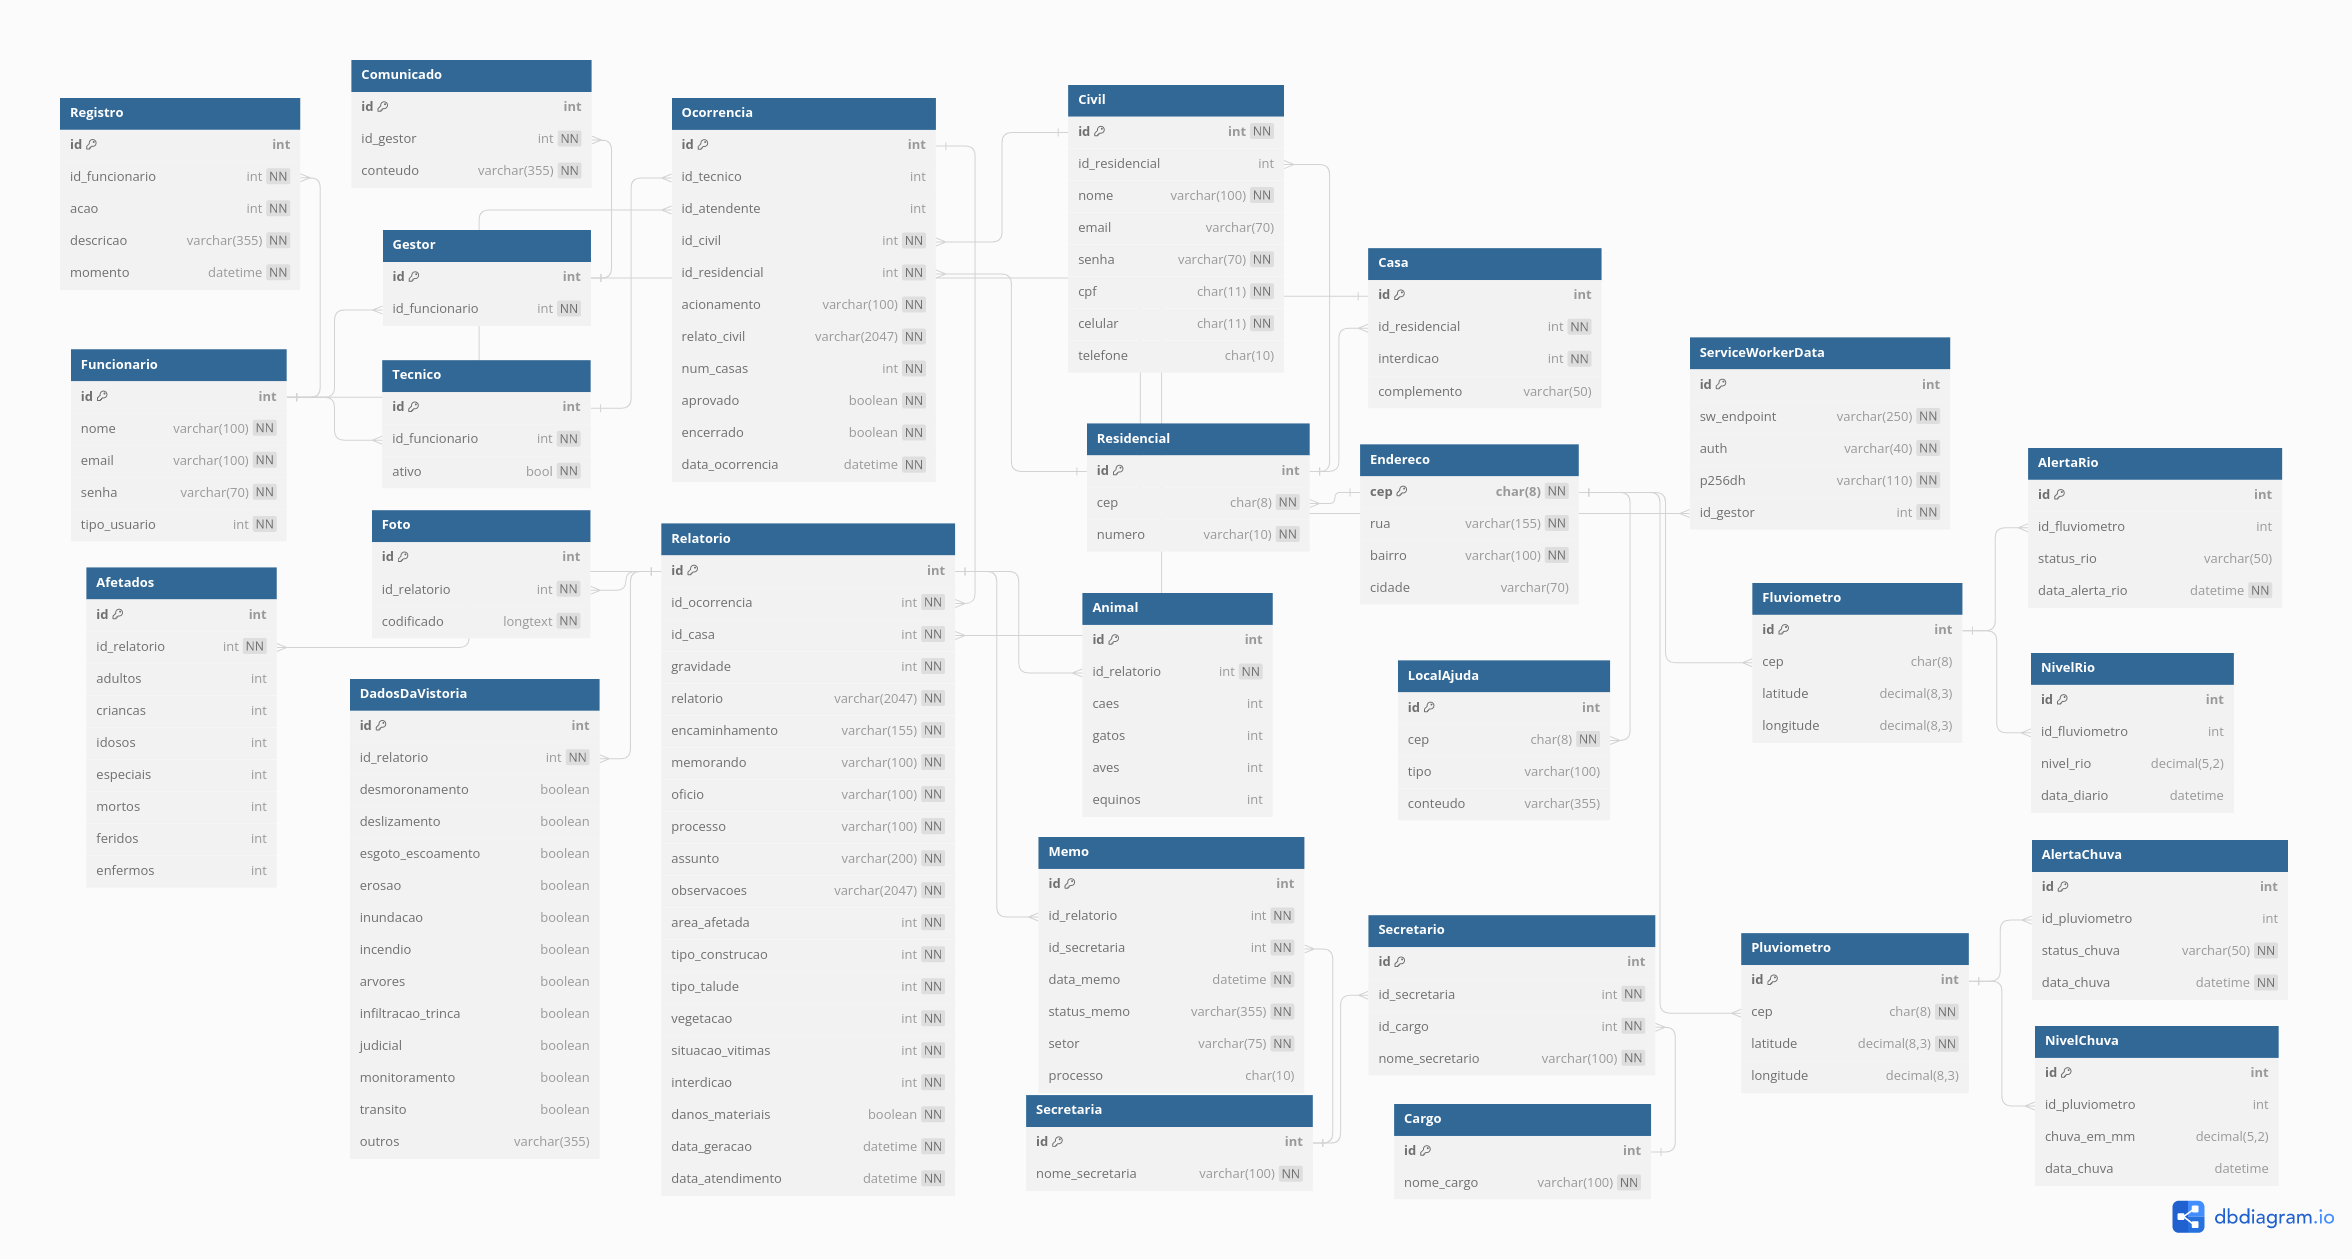 Comunicado
id int
id_gestor int NN
conteudo varchar(355) NN
Registro
id int
id_funcionario int NN
acao int NN
descricao varchar(355) NN
momento datetime NN
Gestor
id int
id_funcionario int NN
Funcionario
id int
nome varchar(100) NN
email varchar(100) NN
senha varchar(70) NN
tipo_usuario int NN
Tecnico
id int
id_funcionario int NN
ativo bool NN
Foto
id int
id_relatorio int NN
codificado longtext NN
Afetados
id int
id_relatorio int NN
adultos int
criancas int
idosos int
especiais int
mortos int
feridos int
enfermos int
DadosDaVistoria
id int
id_relatorio int NN
desmoronamento boolean
deslizamento boolean
esgoto_escoamento boolean
erosao boolean
inundacao boolean
incendio boolean
arvores boolean
infiltracao_trinca boolean
judicial boolean
monitoramento boolean
transito boolean
outros varchar(355)
Ocorrencia
id int
id_tecnico int
id_atendente int
id_civil int NN
id_residencial int NN
acionamento varchar(100) NN
relato_civil varchar(2047) NN
num_casas int NN
aprovado boolean NN
encerrado boolean NN
data_ocorrencia datetime NN
Relatorio
id int
id_ocorrencia int NN
id_casa int NN
gravidade int NN
relatorio varchar(2047) NN
encaminhamento varchar(155) NN
memorando varchar(100) NN
oficio varchar(100) NN
processo varchar(100) NN
assunto varchar(200) NN
observacoes varchar(2047) NN
area_afetada int NN
tipo_construcao int NN
tipo_talude int NN
vegetacao int NN
situacao_vitimas int NN
interdicao int NN
danos_materiais boolean NN
data_geracao datetime NN
data_atendimento datetime NN
Civil
id int NN
id_residencial int
nome varchar(100) NN
email varchar(70)
senha varchar(70) NN
cpf char(11) NN
celular char(11) NN
telefone char(10)
Residencial
id int
cep char(8) NN
numero varchar(10) NN
Animal
id int
id_relatorio int NN
caes int
gatos int
aves int
equinos int
Memo
id int
id_relatorio int NN
id_secretaria int NN
data_memo datetime NN
status_memo varchar(355) NN
setor varchar(75) NN
processo char(10)
Secretaria
id int
nome_secretaria varchar(100) NN
Casa
id int
id_residencial int NN
interdicao int NN
complemento varchar(50)
Endereco
cep char(8) NN
rua varchar(155) NN
bairro varchar(100) NN
cidade varchar(70)
LocalAjuda
id int
cep char(8) NN
tipo varchar(100)
conteudo varchar(355)
Secretario
id int
id_secretaria int NN
id_cargo int NN
nome_secretario varchar(100) NN
Cargo
id int
nome_cargo varchar(100) NN
ServiceWorkerData
id int
sw_endpoint varchar(250) NN
auth varchar(40) NN
p256dh varchar(110) NN
id_gestor int NN
Fluviometro
id int
cep char(8)
latitude decimal(8,3)
longitude decimal(8,3)
Pluviometro
id int
cep char(8) NN
latitude decimal(8,3) NN
longitude decimal(8,3)
AlertaRio
id int
id_fluviometro int
status_rio varchar(50)
data_alerta_rio datetime NN
NivelRio
id int
id_fluviometro int
nivel_rio decimal(5,2)
data_diario datetime
AlertaChuva
id int
id_pluviometro int
status_chuva varchar(50) NN
data_chuva datetime NN
NivelChuva
id int
id_pluviometro int
chuva_em_mm decimal(5,2)
data_chuva datetime
dbdiagram.io